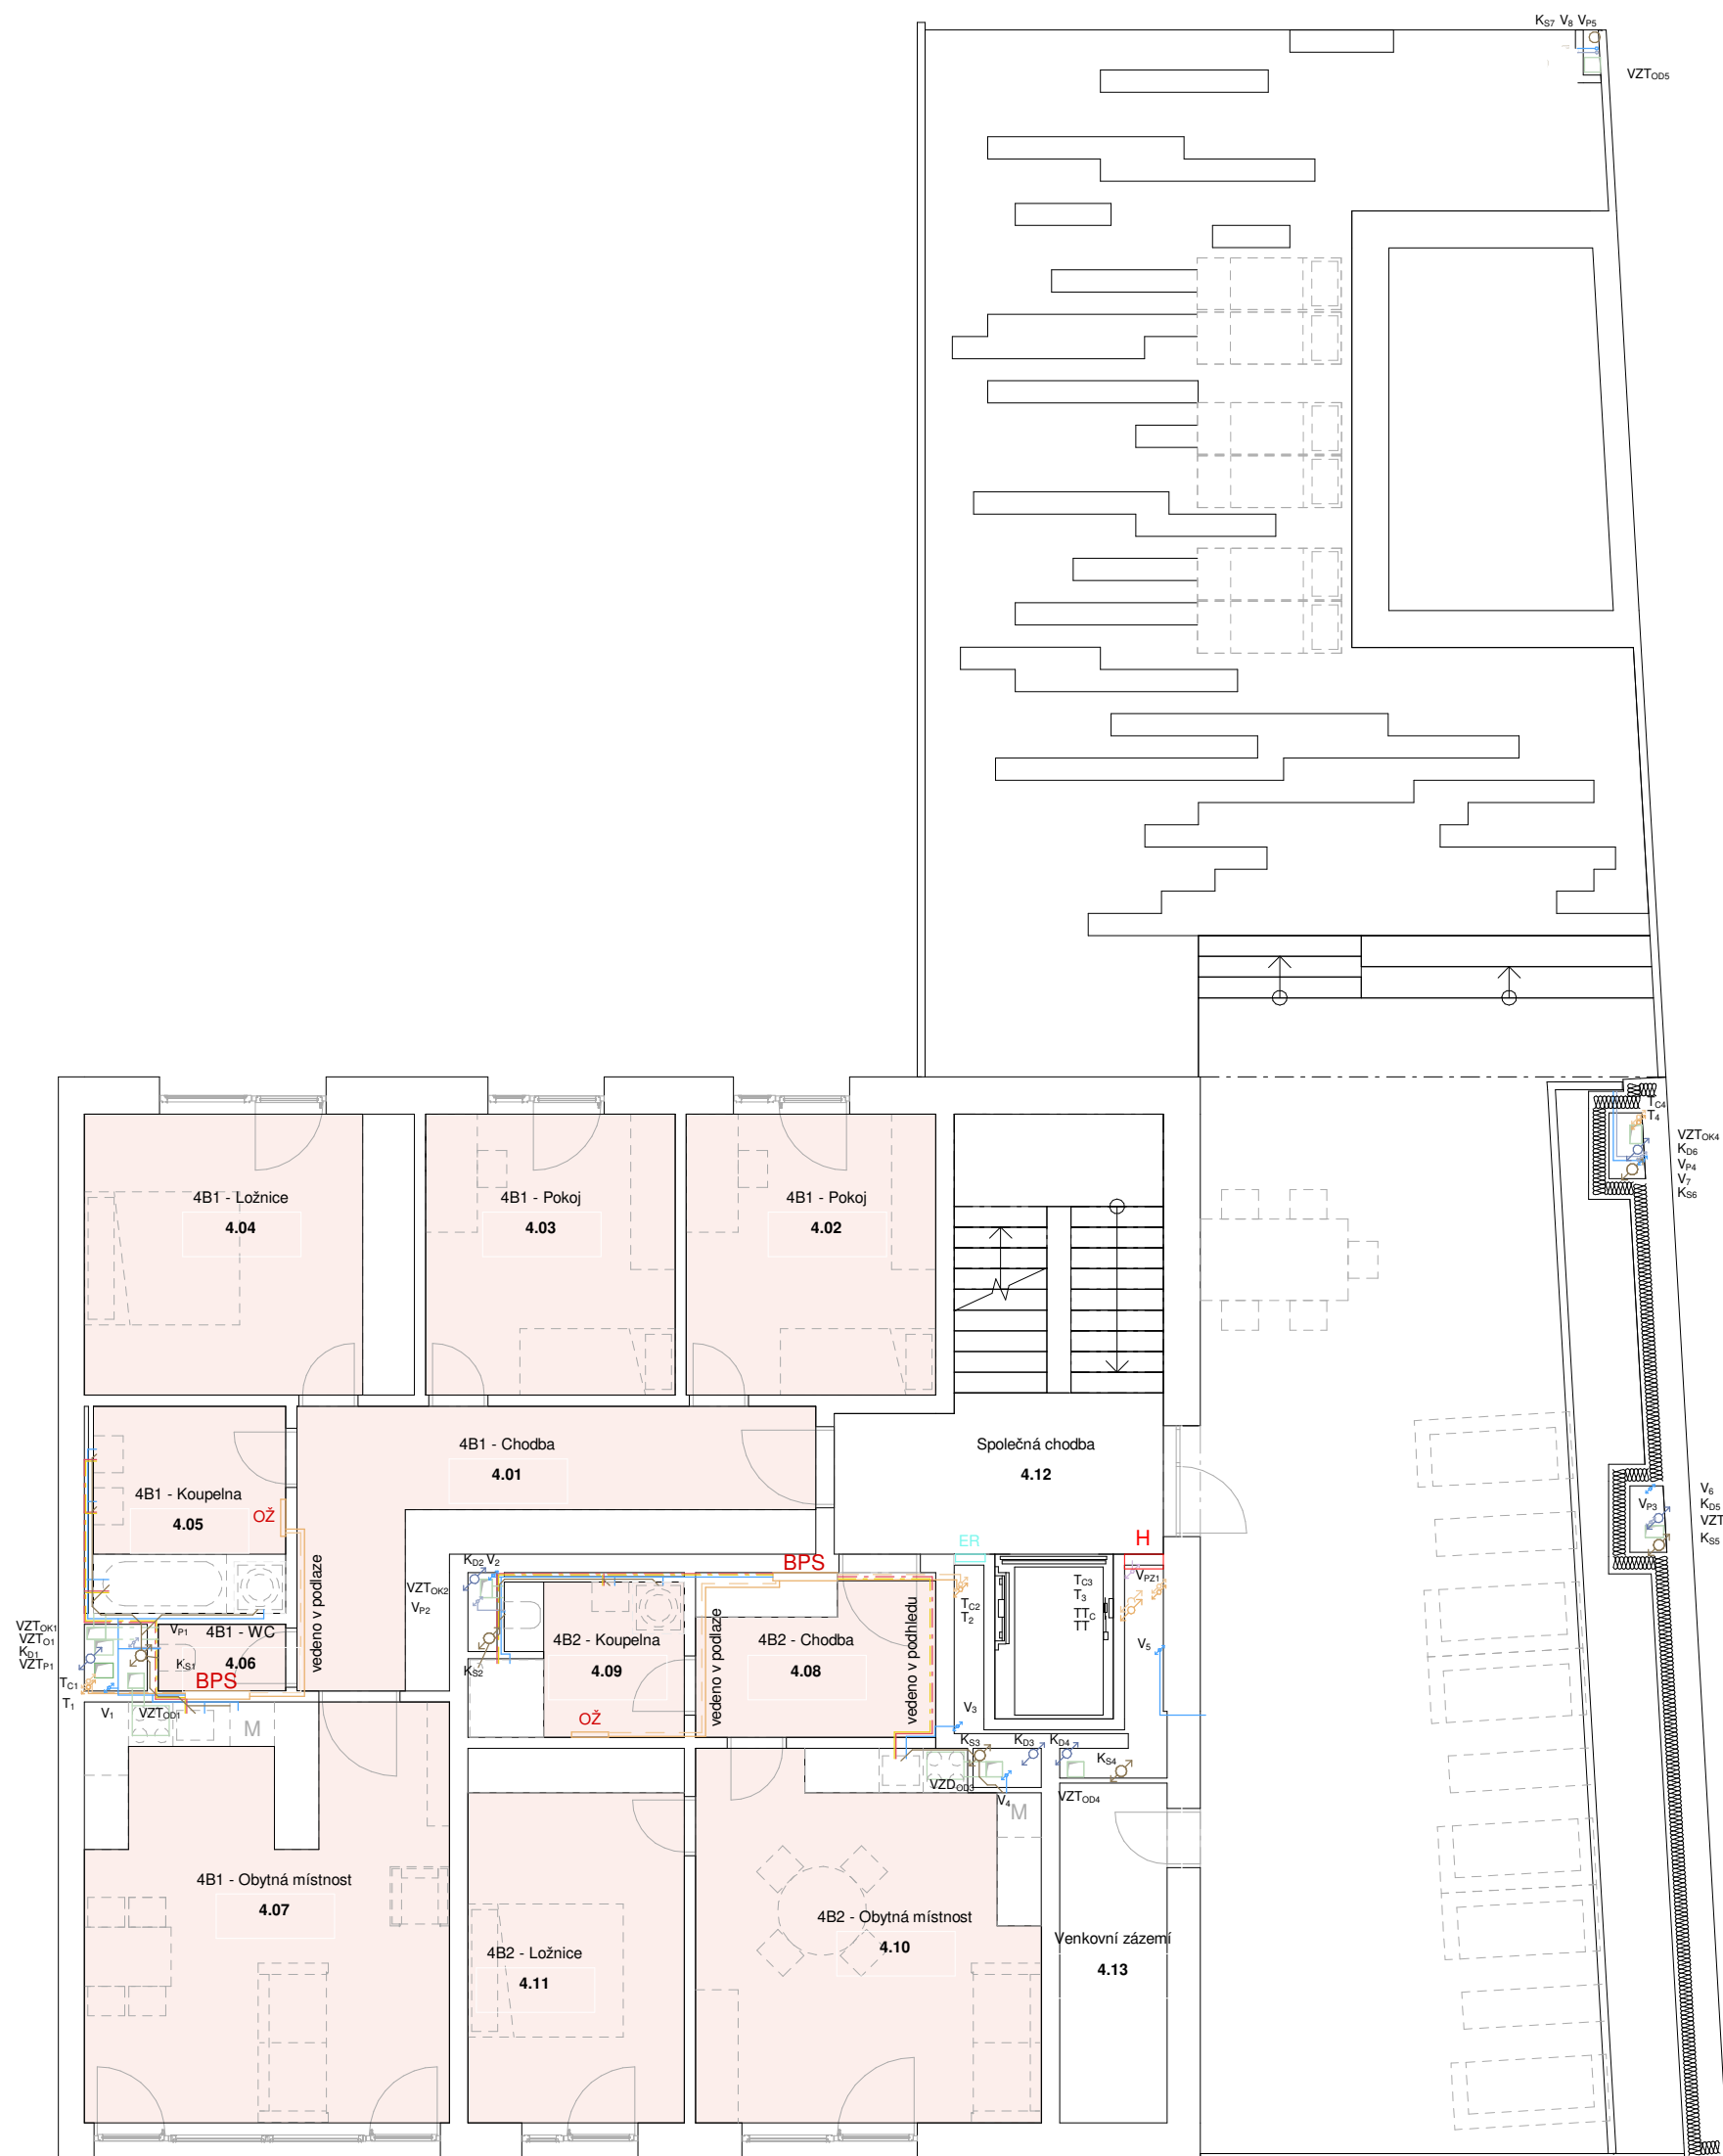 KS7 V8 VP5
VZTOD5
TC4
T4
VZTOK4
KD6
VP4
V7
KS6
4B1 - Ložnice
4.04
4B1 - Pokoj
4.03
4B1 - Pokoj
4.02
4B1 - Chodba
4.01
Společná chodba
4.12
4B1 - Koupelna
4.05
OŽ
vedeno v podlaze
V6
KD5
VP3
VZT
KS5
ER
H
KD2 V2
BPS
VZTOK2
VP2
VPZ1
TC3
T3
TTC
TT
TC2
T2
VZTOK1
VZTO1
KD1
VZTP1
VP1
4B1 - WC
KS1
4.06
BPS
TC1
T1
V1
VZTOD1
M
KS2
4B2 - Koupelna
4.09
OŽ
vedeno v podlaze
4B2 - Chodba
4.08
vedeno v podhledu
V5
V3
KS3
KD3
KD4
KS4
VZDOD3
V4
VZTOD4
M
4B1 - Obytná místnost
4.07
4B2 - Ložnice
4.11
4B2 - Obytná místnost
4.10
Venkovní zázemí
4.13